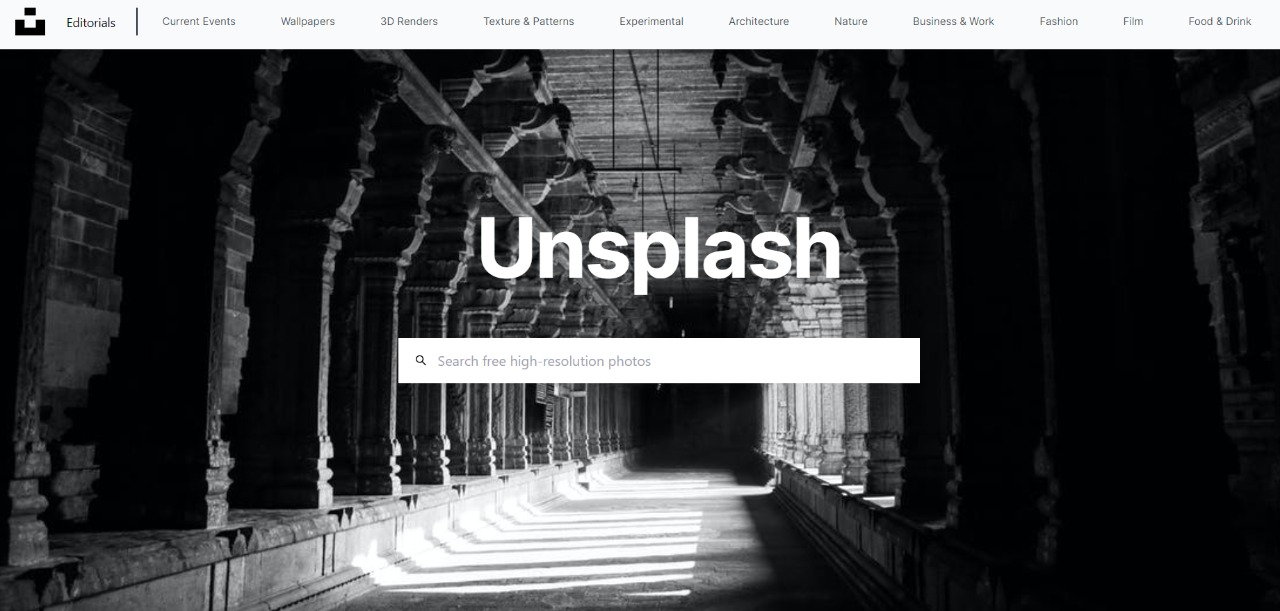 Editorials
Current Events
Wallpapers
3D Renders
Texture & Patterns
Experimental
Architecture
Nature
Business & Work
Fashion
Film
Food & Drink
Unsplash
Search free high-resolution photos